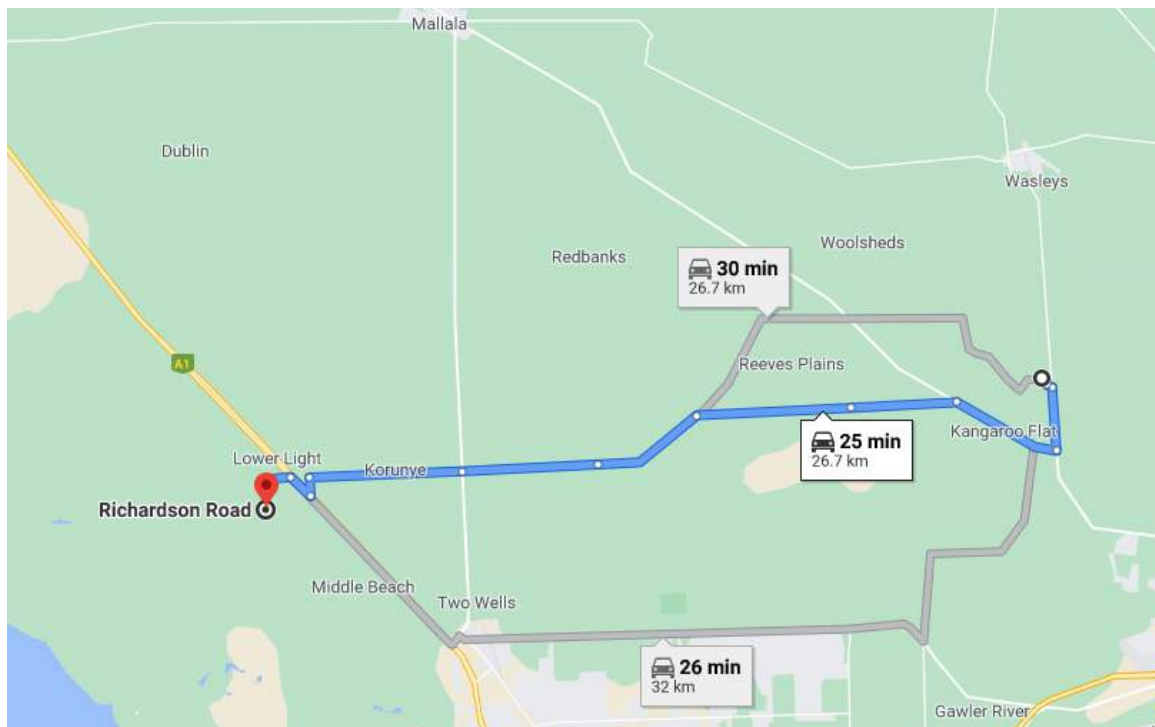 Mallala
Dublin
Wasleys
Woolsheds
Redbanks
30 min
26.7 km
A1
Reeves Plains
25 min
26.7 km
Kangaroo Flat
Lower Light
Korunye
Richardson Road
Middle Beach
Two Wells
26 min
32 km
Gawler River